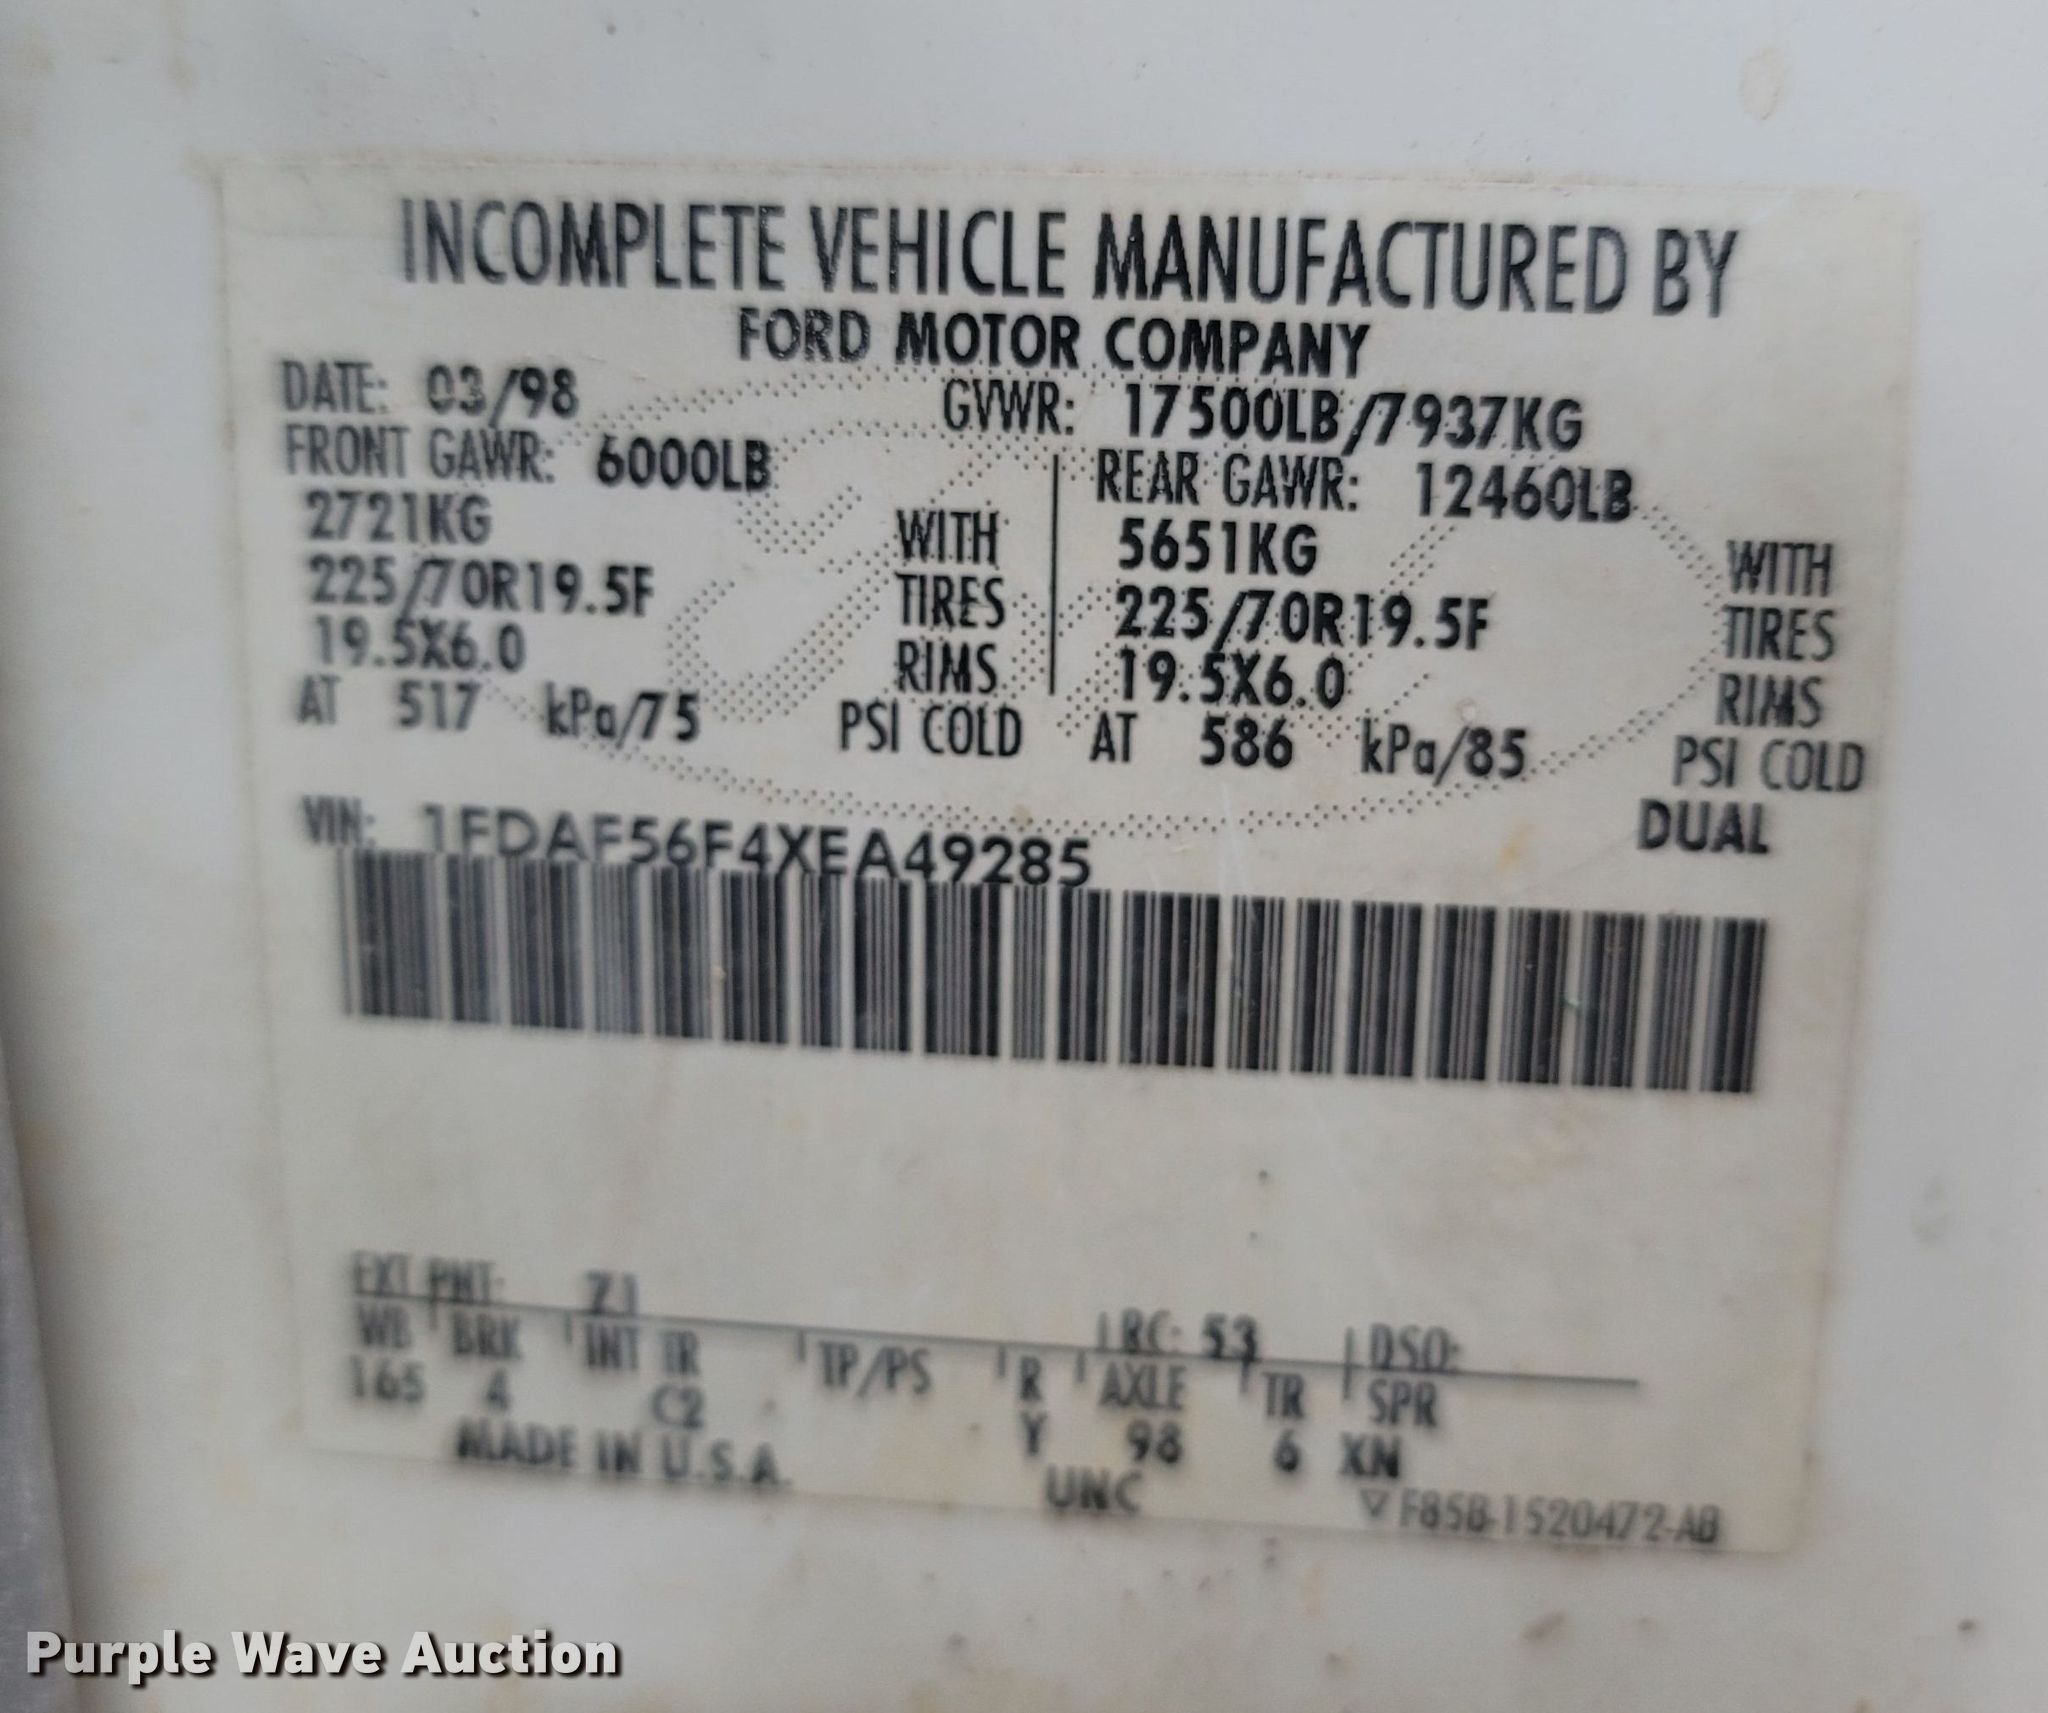 INCOMPLETE VEHICLE MANUFACTURED BY
FORD MOTOR COMPANY
DATE: 03/98 GVWR: 17500LB/7937KG
FRONT GAWR: 6000LB REAR GAWR: 12460LB
2721KG WITH 5651KG WITH
225/70R19.5F TIRES 225/70R19.5F TIRES
19.5X6.0 RIMS 19.5X6.0 RIMS
AT 517 kPa/75 PSI COLD AT 586 kPa/85 PSI COLD
DUAL
VIN: 1FDAF56F4XEA49285
EXT PNT: Z1 RC: 53 DSO:
WB BRK INT TR TP/PS R AXLE TR SPR
165 4 C2 Y 98 6 XN
MADE IN U.S.A. UNC
▽ F85B-1520472-AB
Purple Wave Auction